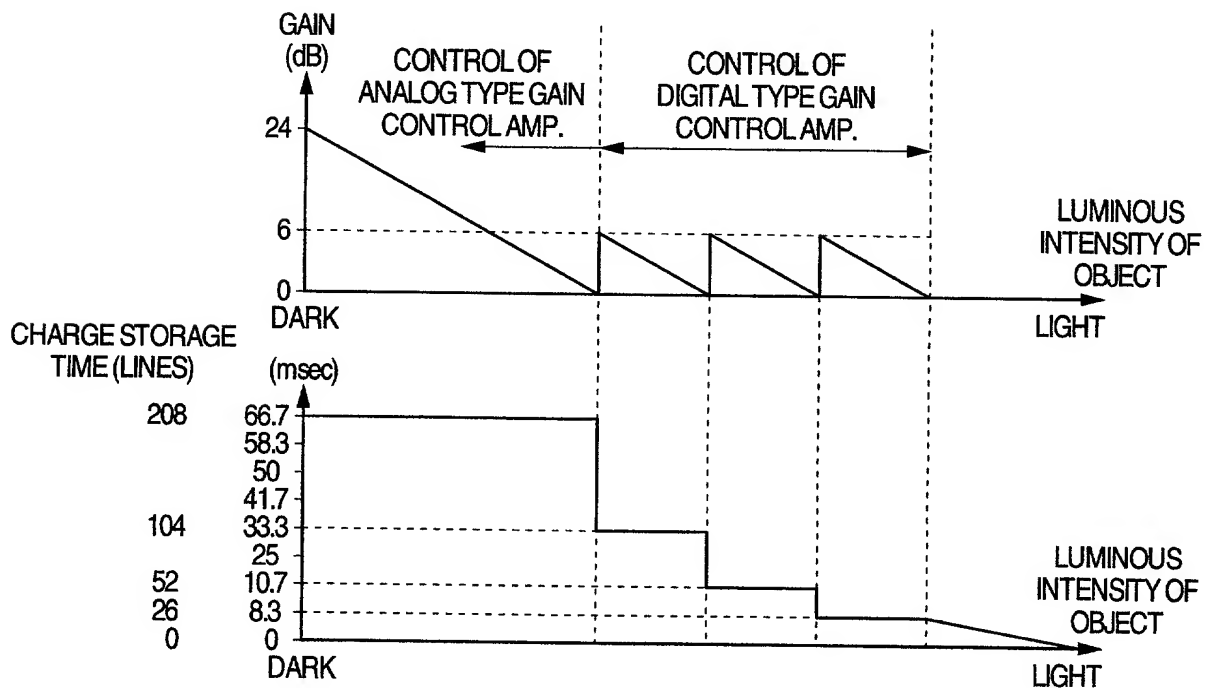 GAIN
(dB)
CONTROL OF
ANALOG TYPE GAIN
CONTROL AMP.
CONTROL OF
DIGITAL TYPE GAIN
CONTROL AMP.
24
6
0
DARK
LUMINOUS
INTENSITY OF
OBJECT
LIGHT
CHARGE STORAGE
TIME (LINES)
(msec)
208 66.7
58.3
50
41.7
104 33.3
25
52 10.7
26 8.3
0 0
DARK
LUMINOUS
INTENSITY OF
OBJECT
LIGHT